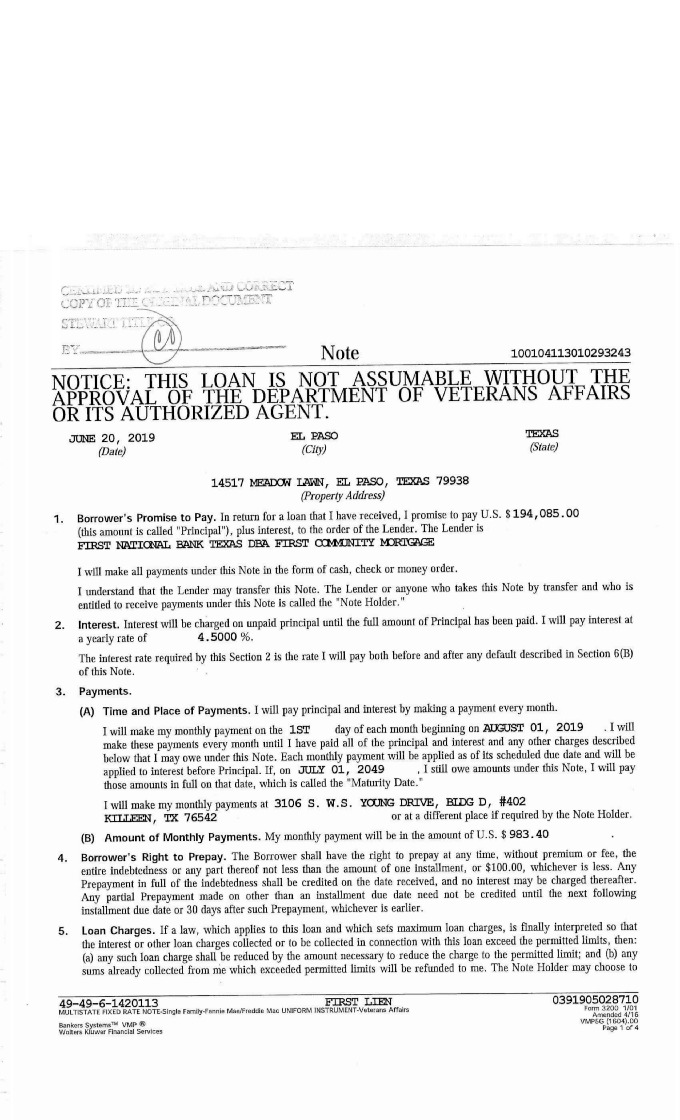 COPY OF THE ORIGINAL DOCUMENT
BY
Note
100104113010293243
NOTICE: THIS LOAN IS NOT ASSUMABLE WITHOUT THE
APPROVAL OF THE DEPARTMENT OF VETERANS AFFAIRS
OR ITS AUTHORIZED AGENT.
JUNE 20, 2019 EL PASO TEXAS
(Date) (City) (State)
14517 MEADOW LAWN, EL PASO, TEXAS 79938
(Property Address)
1. Borrower's Promise to Pay. In return for a loan that I have received, I promise to pay U.S. $194,085.00
(this amount is called "Principal"), plus interest, to the order of the Lender. The Lender is
FIRST NATIONAL BANK TEXAS DBA FIRST COMMUNITY MORTGAGE
I will make all payments under this Note in the form of cash, check or money order.
I understand that the Lender may transfer this Note. The Lender or anyone who takes this Note by transfer and who is
entitled to receive payments under this Note is called the "Note Holder."
2. Interest. Interest will be charged on unpaid principal until the full amount of Principal has been paid. I will pay interest at
a yearly rate of 4.5000 %.
The interest rate required by this Section 2 is the rate I will pay both before and after any default described in Section 6(B)
of this Note.
3. Payments.
(A) Time and Place of Payments. I will pay principal and interest by making a payment every month.
I will make my monthly payment on the 1ST day of each month beginning on AUGUST 01, 2019 . I will
make these payments every month until I have paid all of the principal and interest and any other charges described
below that I may owe under this Note. Each monthly payment will be applied as of its scheduled due date and will be
applied to interest before Principal. If, on JULY 01, 2049 , I still owe amounts under this Note, I will pay
those amounts in full on that date, which is called the "Maturity Date."
I will make my monthly payments at 3106 S. W.S. YOUNG DRIVE, BLDG D, #402
KILLEEN, TX 76542 or at a different place if required by the Note Holder.
(B) Amount of Monthly Payments. My monthly payment will be in the amount of U.S. $ 983.40 .
4. Borrower's Right to Prepay. The Borrower shall have the right to prepay at any time, without premium or fee, the
entire indebtedness or any part thereof not less than the amount of one installment, or $100.00, whichever is less. Any
Prepayment in full of the indebtedness shall be credited on the date received, and no interest may be charged thereafter.
Any partial Prepayment made on other than an installment due date need not be credited until the next following
installment due date or 30 days after such Prepayment, whichever is earlier.
5. Loan Charges. If a law, which applies to this loan and which sets maximum loan charges, is finally interpreted so that
the interest or other loan charges collected or to be collected in connection with this loan exceed the permitted limits, then:
(a) any such loan charge shall be reduced by the amount necessary to reduce the charge to the permitted limit; and (b) any
sums already collected from me which exceeded permitted limits will be refunded to me. The Note Holder may choose to
49-49-6-1420113 FIRST LIEN 0391905028710
MULTISTATE FIXED RATE NOTE-Single Family-Fannie Mae/Freddie Mac UNIFORM INSTRUMENT-Veterans Affairs
Form 3200 1/01
Amended 4/16
Bankers Systems™ VMP ®
VMP5G (1604).00
Wolters Kluwer Financial Services
Page 1 of 4